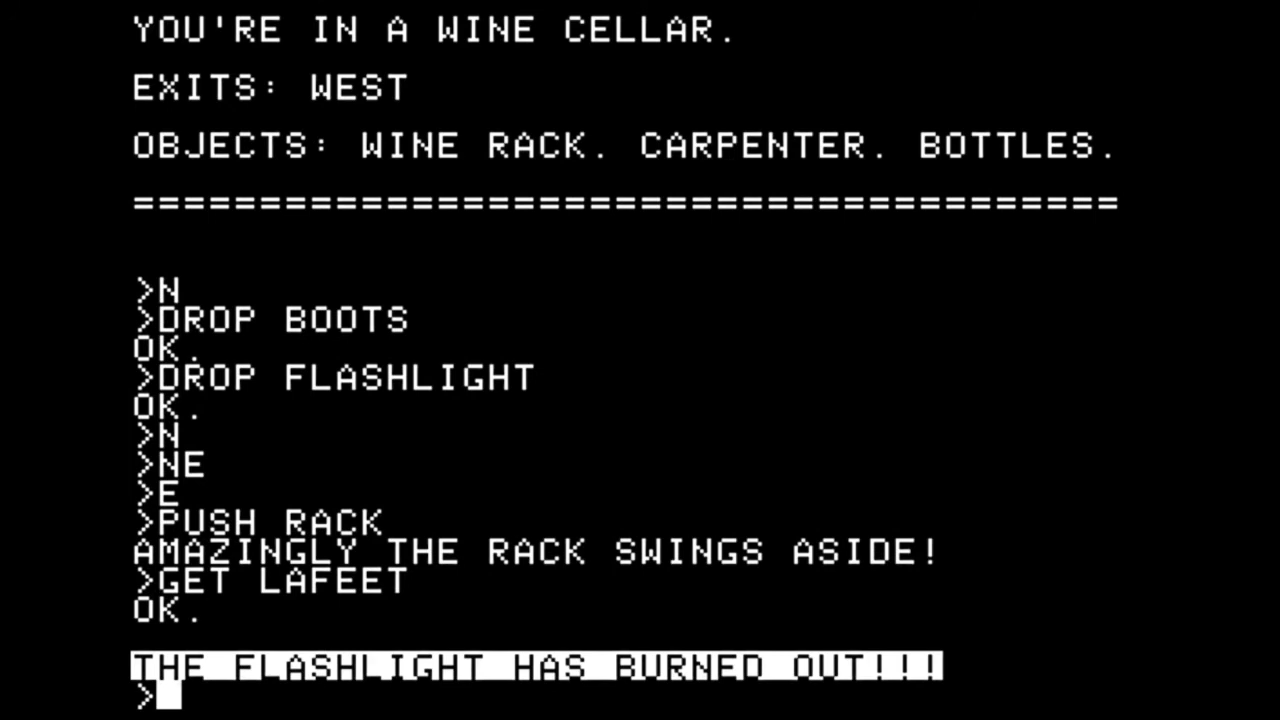 YOU'RE IN A WINE CELLAR.
EXITS: WEST
OBJECTS: WINE RACK. CARPENTER. BOTTLES.
=======================================
>N
>DROP BOOTS
OK.
>DROP FLASHLIGHT
OK.
>N
>NE
>E
>PUSH RACK
AMAZINGLY THE RACK SWINGS ASIDE!
>GET LAFEET
OK.
THE FLASHLIGHT HAS BURNED OUT!!!
>